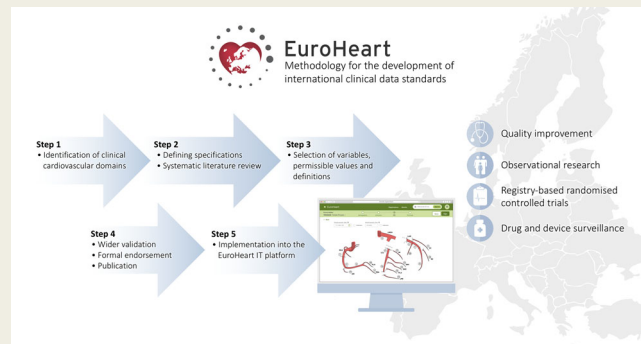 EuroHeart
Methodology for the development of
international clinical data standards
Step 1
• Identification of clinical
cardiovascular domains
Step 2
• Defining specifications
• Systematic literature review
Step 3
• Selection of variables,
permissible values and
definitions
Step 4
• Wider validation
• Formal endorsement
• Publication
Step 5
• Implementation into the
EuroHeart IT platform
Quality improvement
Observational research
Registry-based randomised
controlled trials
Drug and device surveillance